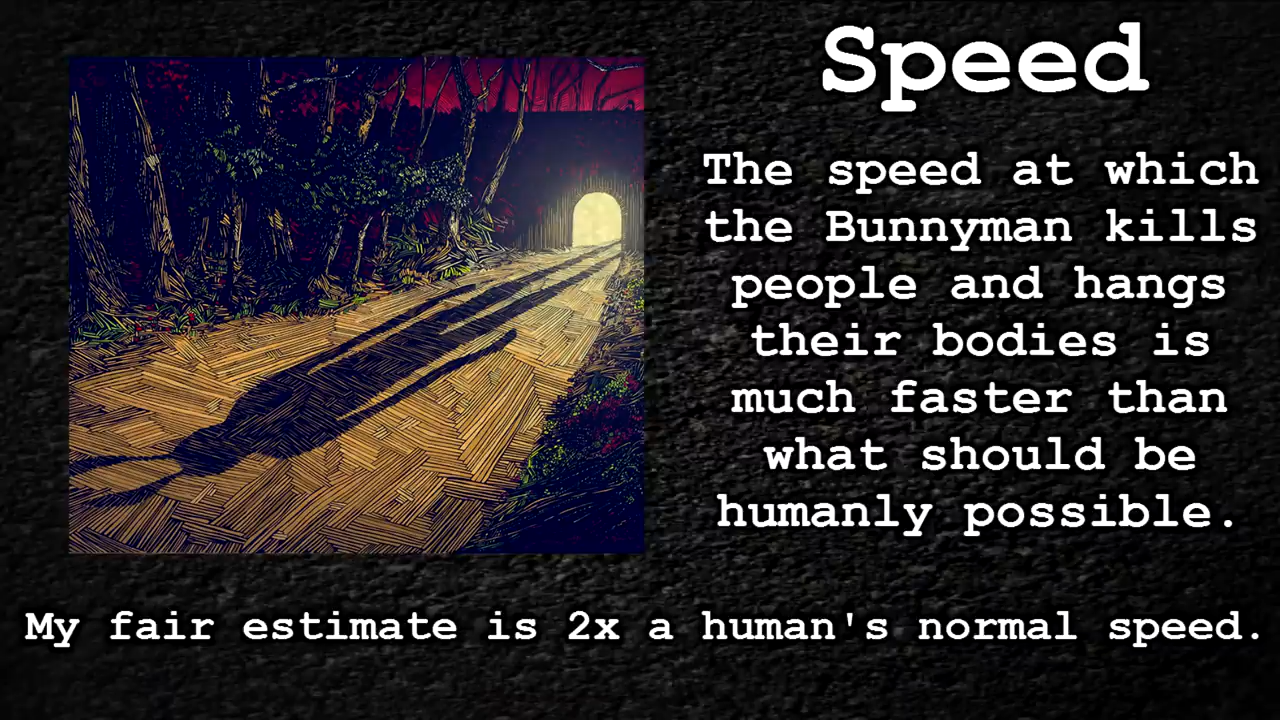 Speed
The speed at which
the Bunnyman kills
people and hangs
their bodies is
much faster than
what should be
humanly possible.
My fair estimate is 2x a human's normal speed.